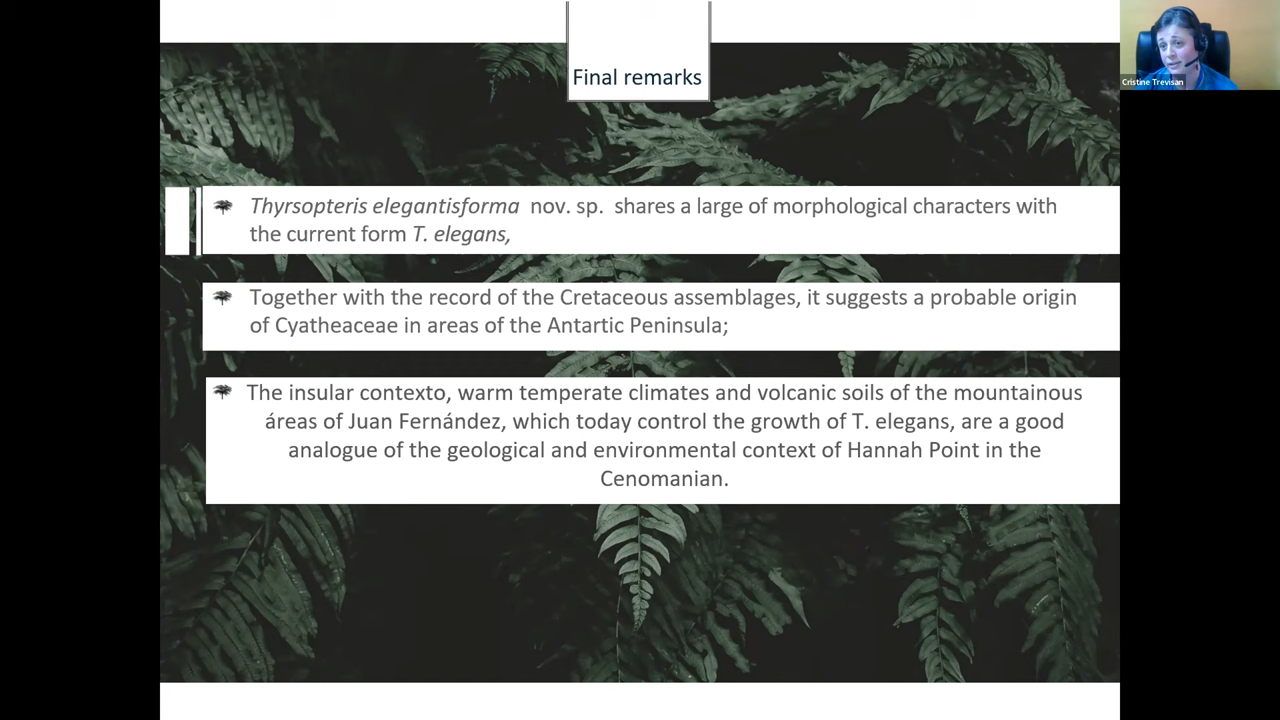 Final remarks
Cristine Trevisan
Thyrsopteris elegantisforma nov. sp. shares a large of morphological characters with
the current form T. elegans,
Together with the record of the Cretaceous assemblages, it suggests a probable origin
of Cyatheaceae in areas of the Antartic Peninsula;
The insular contexto, warm temperate climates and volcanic soils of the mountainous
áreas of Juan Fernández, which today control the growth of T. elegans, are a good
analogue of the geological and environmental context of Hannah Point in the
Cenomanian.